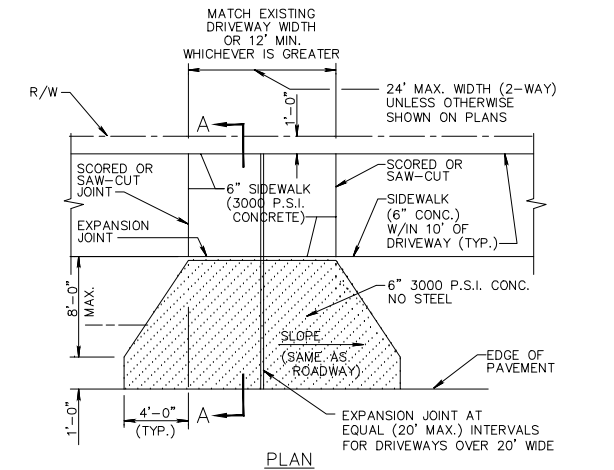 MATCH EXISTING
DRIVEWAY WIDTH
OR 12' MIN.
WHICHEVER IS GREATER
24' MAX. WIDTH (2-WAY)
UNLESS OTHERWISE
SHOWN ON PLANS
R/W
A
1'-0"
SCORED OR
SAW-CUT
JOINT
6" SIDEWALK
(3000 P.S.I.
CONCRETE)
SCORED OR
SAW-CUT
SIDEWALK
(6" CONC.)
W/IN 10' OF
DRIVEWAY (TYP.)
EXPANSION
JOINT
8'-0"
MAX.
6" 3000 P.S.I. CONC.
NO STEEL
SLOPE
(SAME AS
ROADWAY)
EDGE OF
PAVEMENT
1'-0"
4'-0"
(TYP.)
A
EXPANSION JOINT AT
EQUAL (20' MAX.) INTERVALS
FOR DRIVEWAYS OVER 20' WIDE
PLAN